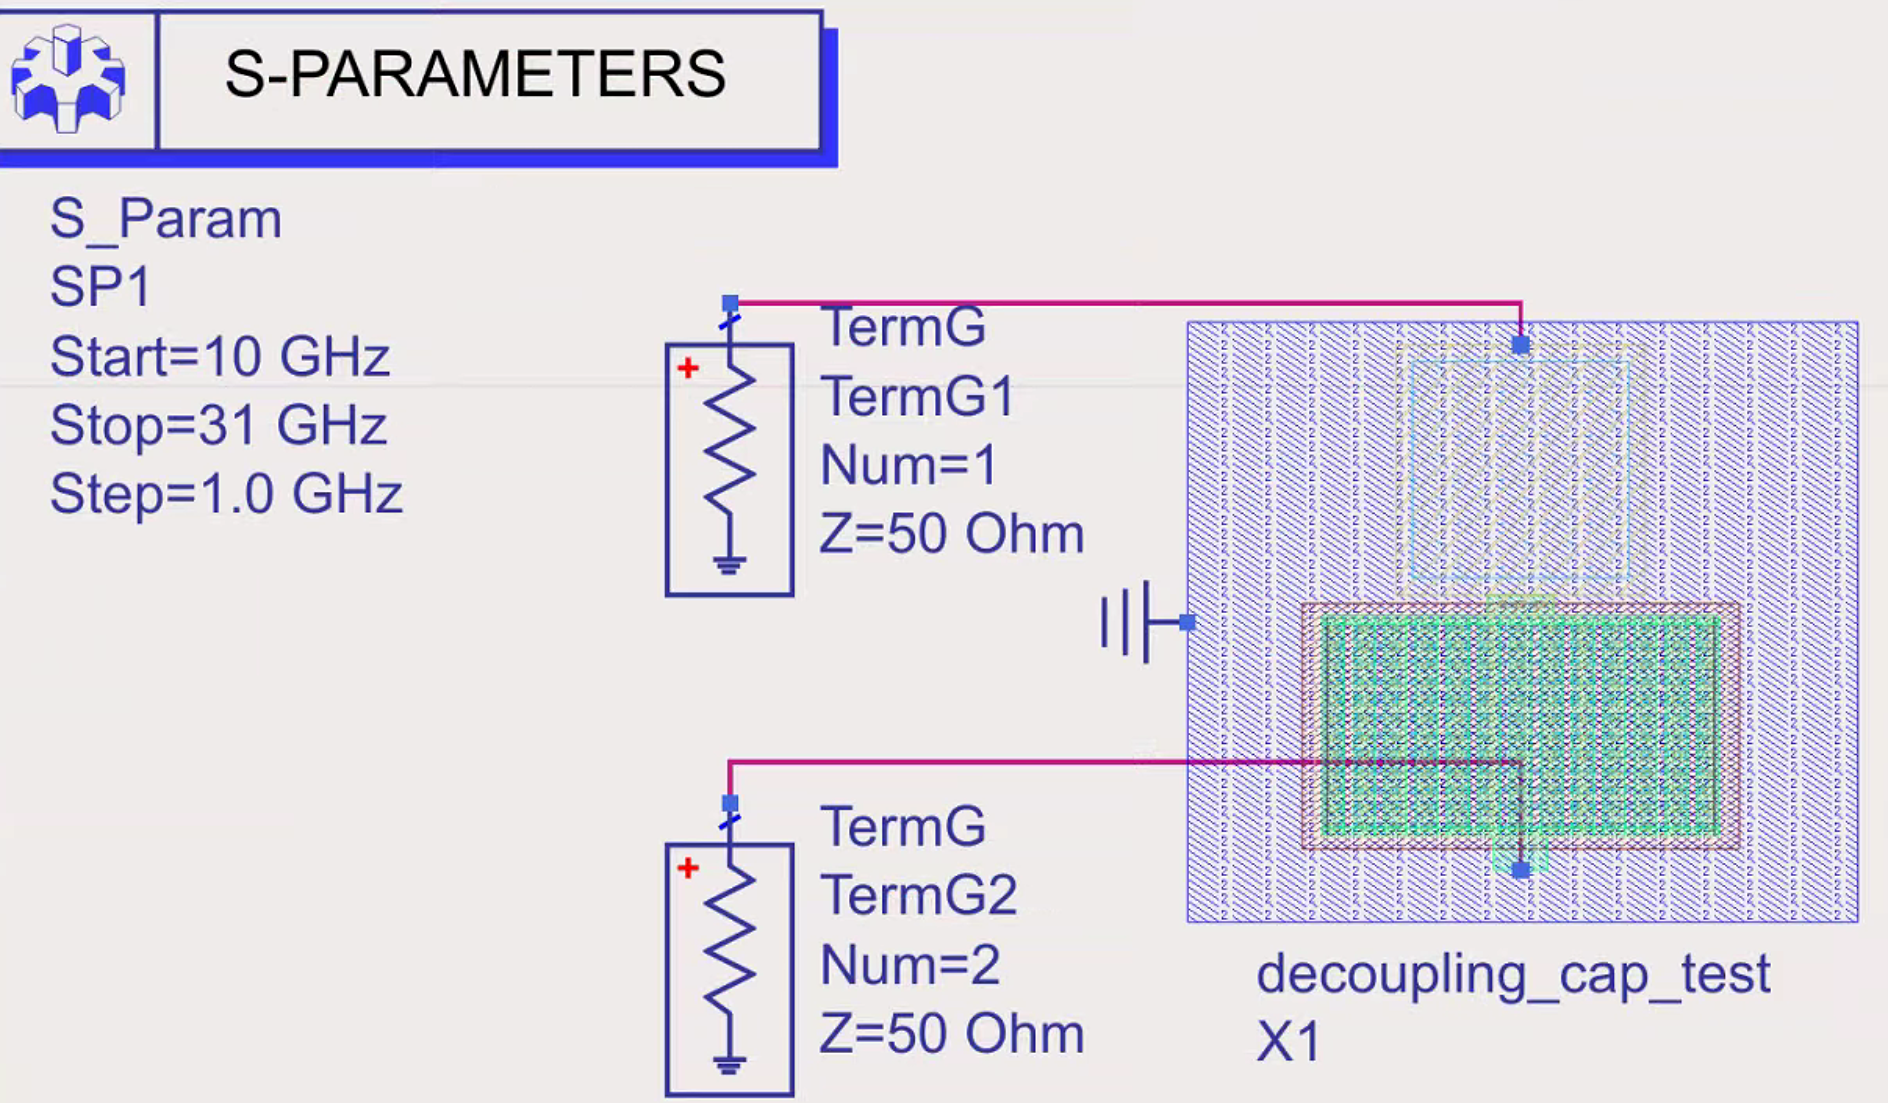 S-PARAMETERS
S_Param
SP1
Start=10 GHz
Stop=31 GHz
Step=1.0 GHz
TermG
TermG1
Num=1
Z=50 Ohm
TermG
TermG2
Num=2
Z=50 Ohm
decoupling_cap_test
X1